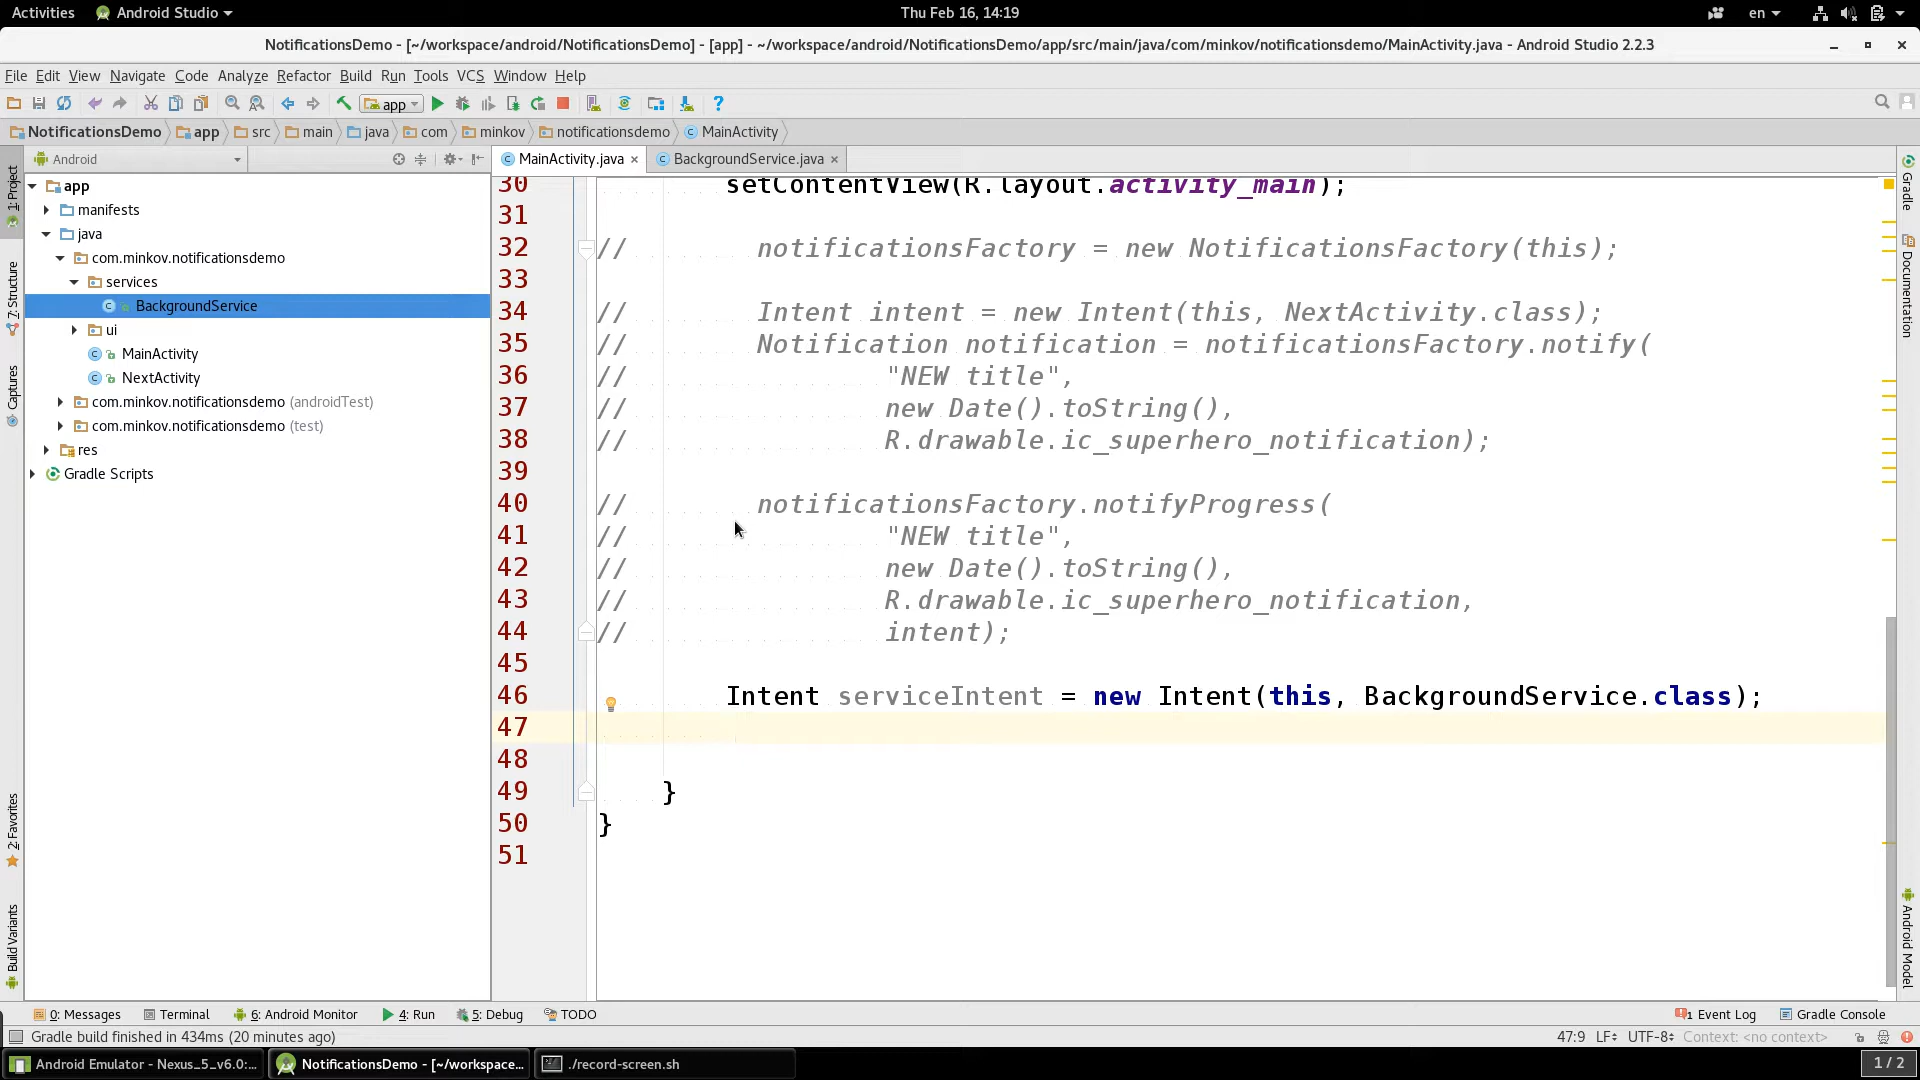 Activities Android Studio Thu Feb 16, 14:19 en
NotificationsDemo - [~/workspace/android/NotificationsDemo] - [app] - ~/workspace/android/NotificationsDemo/app/src/main/java/com/minkov/notificationsdemo/MainActivity.java - Android Studio 2.2.3
File Edit View Navigate Code Analyze Refactor Build Run Tools VCS Window Help
app
NotificationsDemo app src main java com minkov notificationsdemo MainActivity
Android
MainActivity.java BackgroundService.java
1: Project
7: Structure
Captures
2: Favorites
Build Variants
app
manifests
java
com.minkov.notificationsdemo
services
BackgroundService
ui
MainActivity
NextActivity
com.minkov.notificationsdemo (androidTest)
com.minkov.notificationsdemo (test)
res
Gradle Scripts
30 setContentView(R.layout.activity_main);
31
32 // notificationsFactory = new NotificationsFactory(this);
33
34 // Intent intent = new Intent(this, NextActivity.class);
35 // Notification notification = notificationsFactory.notify(
36 // "NEW title",
37 // new Date().toString(),
38 // R.drawable.ic_superhero_notification);
39
40 // notificationsFactory.notifyProgress(
41 // "NEW title",
42 // new Date().toString(),
43 // R.drawable.ic_superhero_notification,
44 // intent);
45
46 Intent serviceIntent = new Intent(this, BackgroundService.class);
47
48
49 }
50 }
51
Gradle
Documentation
Android Model
0: Messages Terminal 6: Android Monitor 4: Run 5: Debug TODO 1 Event Log Gradle Console
Gradle build finished in 434ms (20 minutes ago) 47:9 LF UTF-8 Context: <no context>
Android Emulator - Nexus_5_v6.0:... NotificationsDemo - [~/workspace... ./record-screen.sh 1 / 2